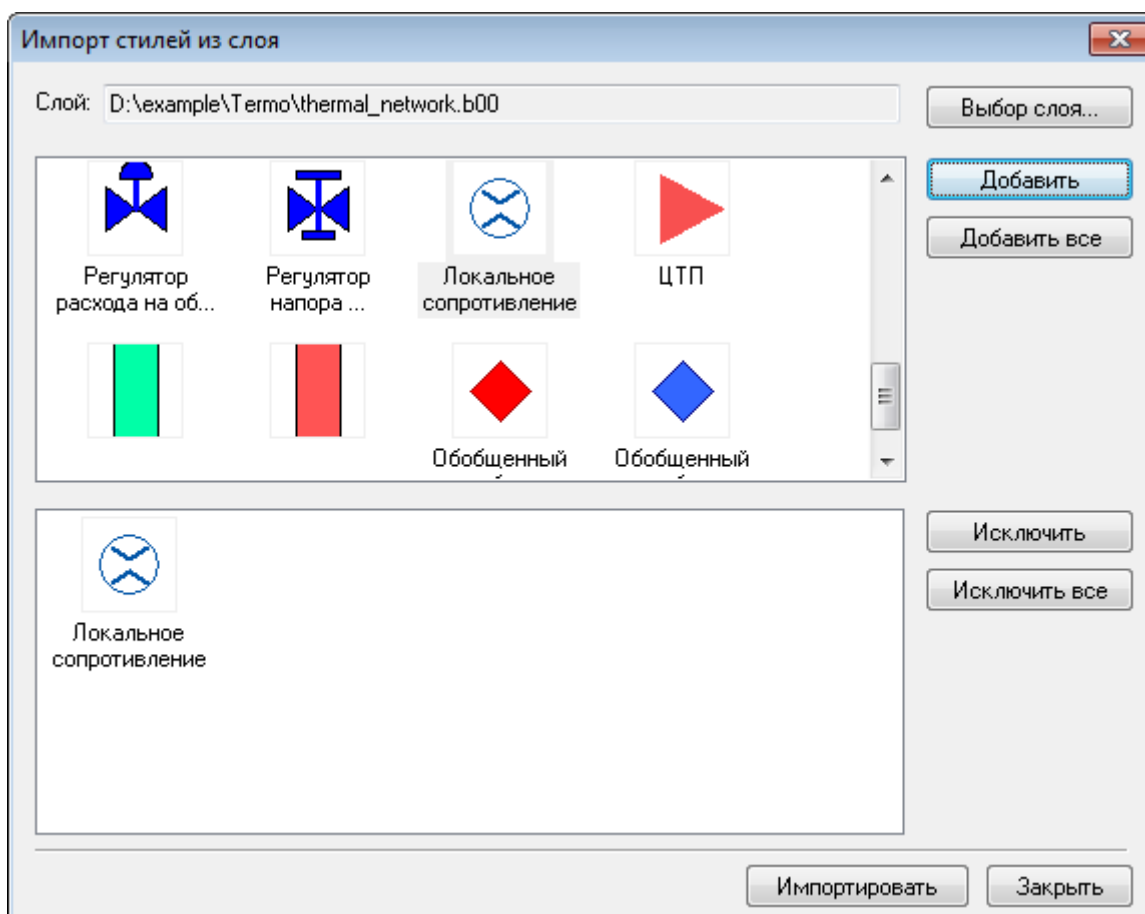 Импорт стилей из слоя
Слой: D:\example\Termo\thermal_network.b00
Выбор слоя...
Добавить
Добавить все
Регулятор
расхода на об...
Регулятор
напора ...
Локальное
сопротивление
ЦТП
Обобщенный
Обобщенный
Локальное
сопротивление
Исключить
Исключить все
Импортировать
Закрыть